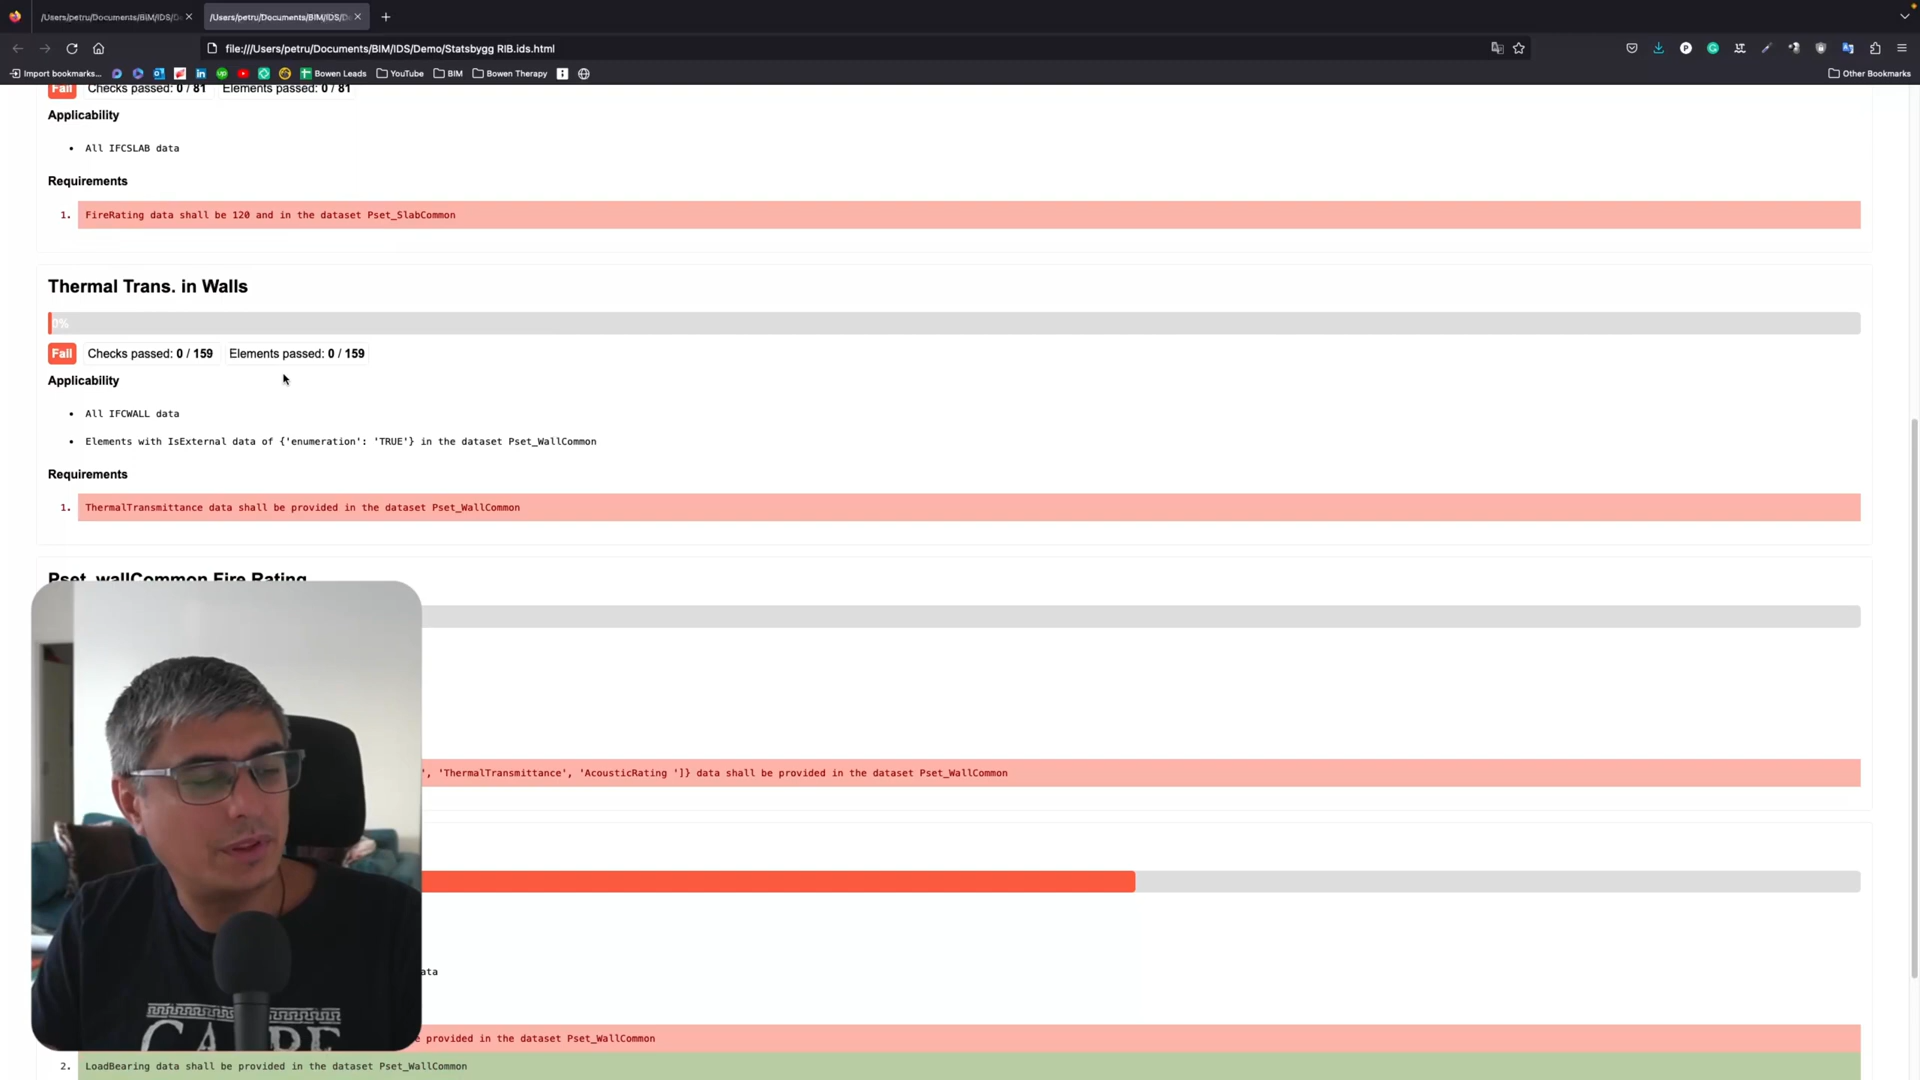 /Users/petru/Documents/BIM/IDS/D
/Users/petru/Documents/BIM/IDS/D
file:///Users/petru/Documents/BIM/IDS/Demo/Statsbygg RIB.ids.html
Import bookmarks...
Bowen Leads
YouTube
BIM
Bowen Therapy
Other Bookmarks
Fail Checks passed: 0 / 81 Elements passed: 0 / 81
Applicability
• All IFCSLAB data
Requirements
1. FireRating data shall be 120 and in the dataset Pset_SlabCommon
Thermal Trans. in Walls
0%
Fail Checks passed: 0 / 159 Elements passed: 0 / 159
Applicability
• All IFCWALL data
• Elements with IsExternal data of {'enumeration': 'TRUE'} in the dataset Pset_WallCommon
Requirements
1. ThermalTransmittance data shall be provided in the dataset Pset_WallCommon
Pset_wallCommon Fire Rating
', 'ThermalTransmittance', 'AcousticRating ']} data shall be provided in the dataset Pset_WallCommon
ata
e provided in the dataset Pset_WallCommon
2. LoadBearing data shall be provided in the dataset Pset_WallCommon